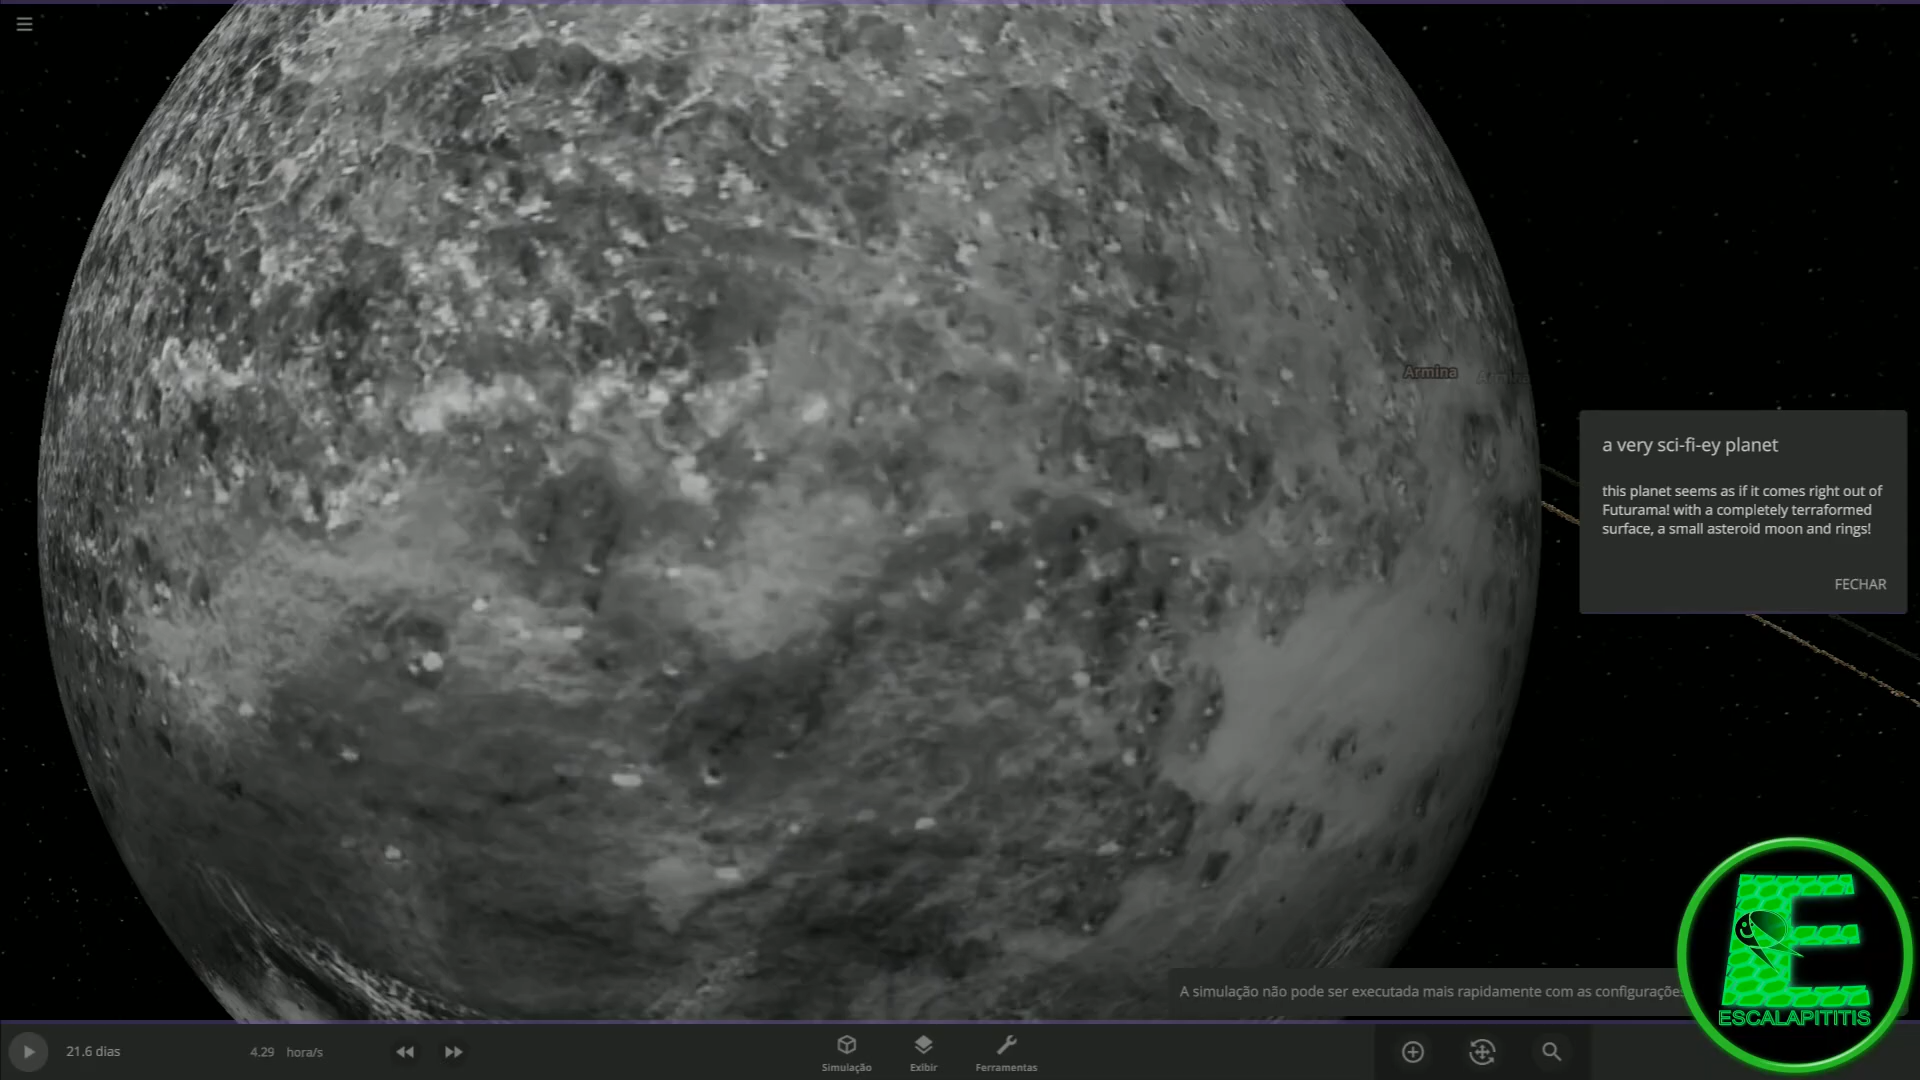 Armina
Armina
a very sci-fi-ey planet
this planet seems as if it comes right out of
Futurama! with a completely terraformed
surface, a small asteroid moon and rings!
FECHAR
A simulação não pode ser executada mais rapidamente com as configurações
ESCALAPITITIS
21.6 dias
4.29 hora/s
Simulação
Exibir
Ferramentas